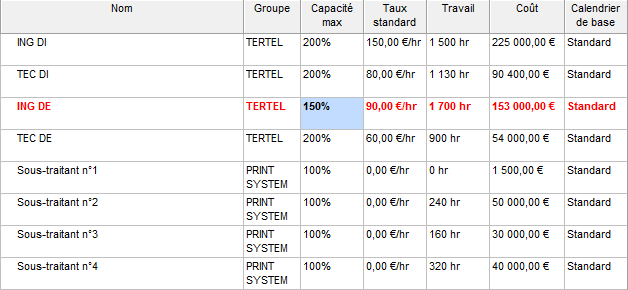 Nom Groupe Capacité max Taux standard Travail Coût Calendrier de base
ING DI TERTEL 200% 150,00 €/hr 1 500 hr 225 000,00 € Standard
TEC DI TERTEL 200% 80,00 €/hr 1 130 hr 90 400,00 € Standard
ING DE TERTEL 150% 90,00 €/hr 1 700 hr 153 000,00 € Standard
TEC DE TERTEL 200% 60,00 €/hr 900 hr 54 000,00 € Standard
Sous-traitant n°1 PRINT SYSTEM 100% 0,00 €/hr 0 hr 1 500,00 € Standard
Sous-traitant n°2 PRINT SYSTEM 100% 0,00 €/hr 240 hr 50 000,00 € Standard
Sous-traitant n°3 PRINT SYSTEM 100% 0,00 €/hr 160 hr 30 000,00 € Standard
Sous-traitant n°4 PRINT SYSTEM 100% 0,00 €/hr 320 hr 40 000,00 € Standard